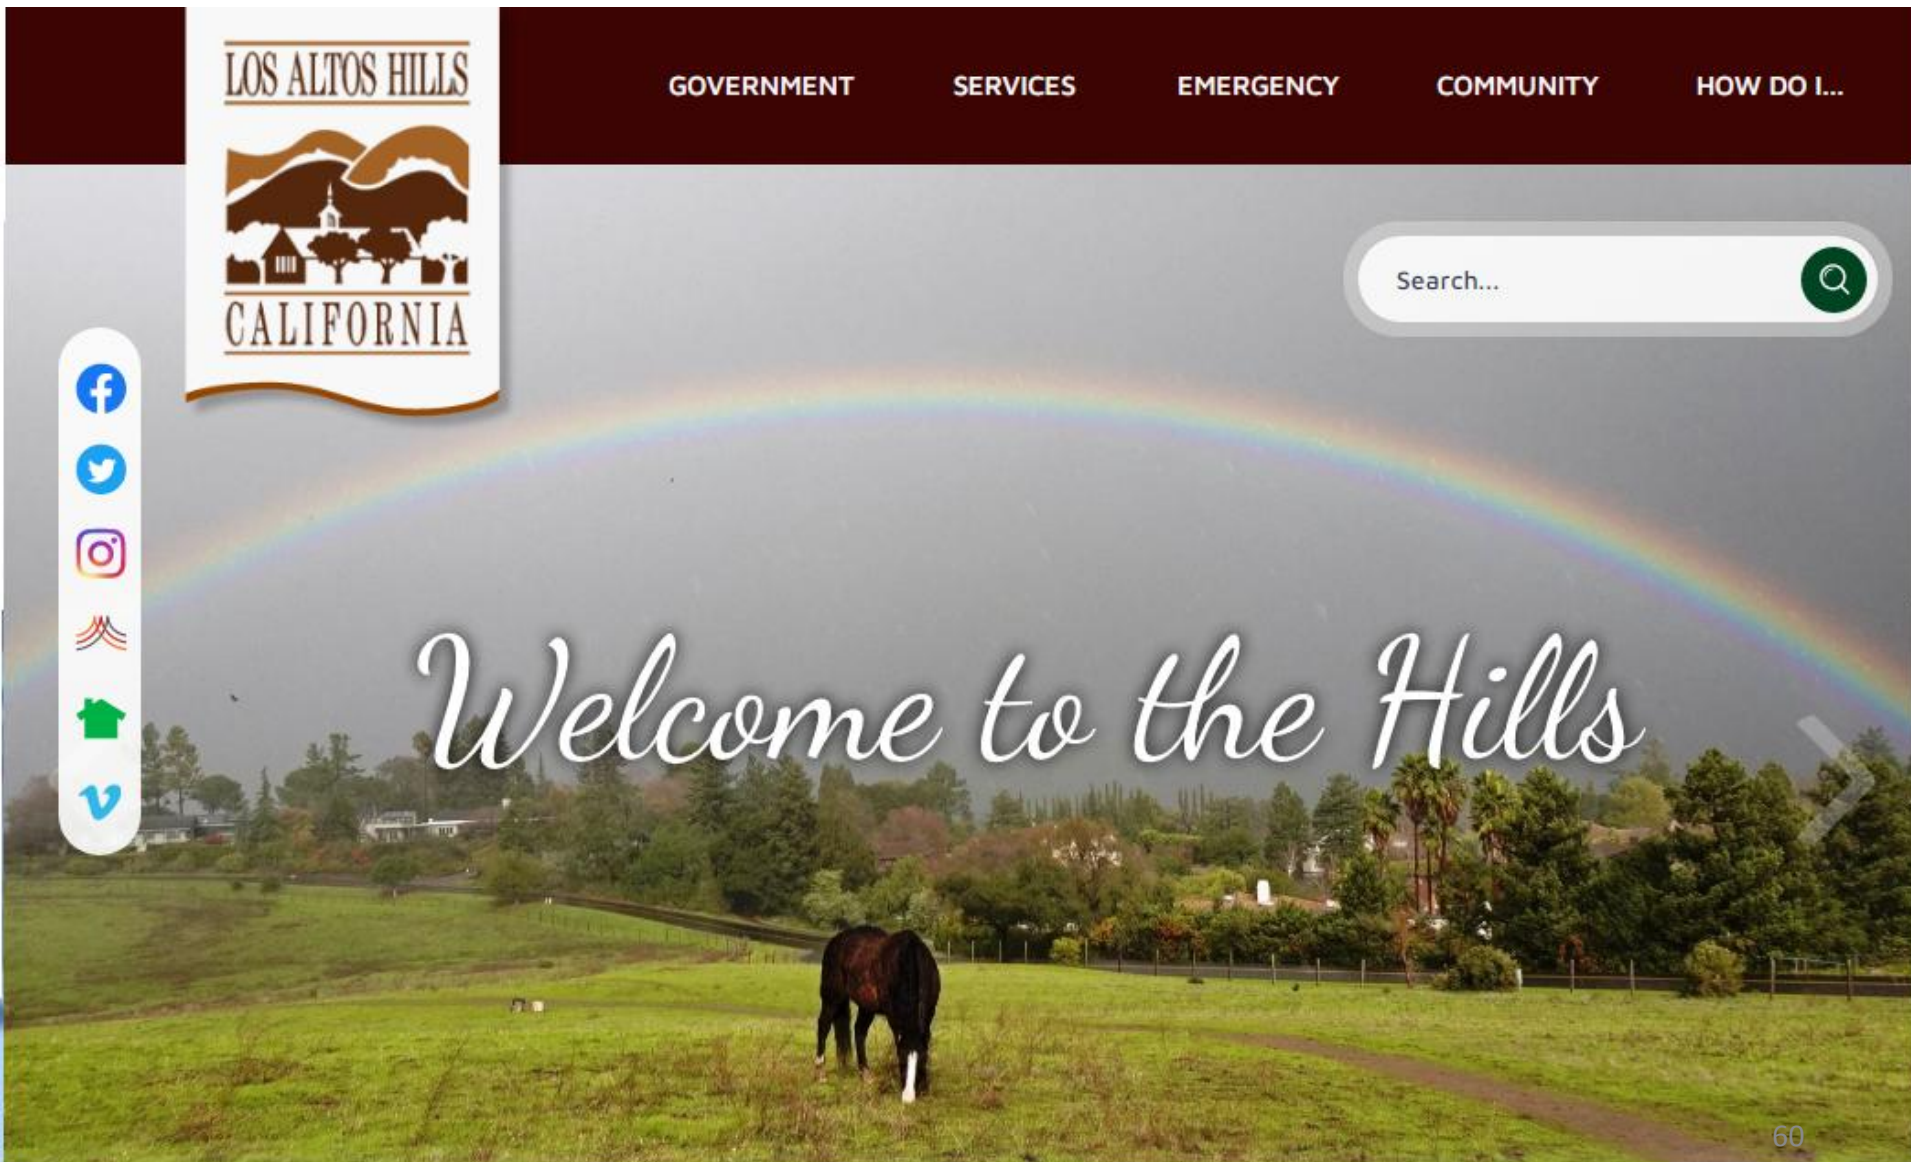 LOS ALTOS HILLS
CALIFORNIA
GOVERNMENT SERVICES EMERGENCY COMMUNITY HOW DO I...
Search...
Welcome to the Hills
60